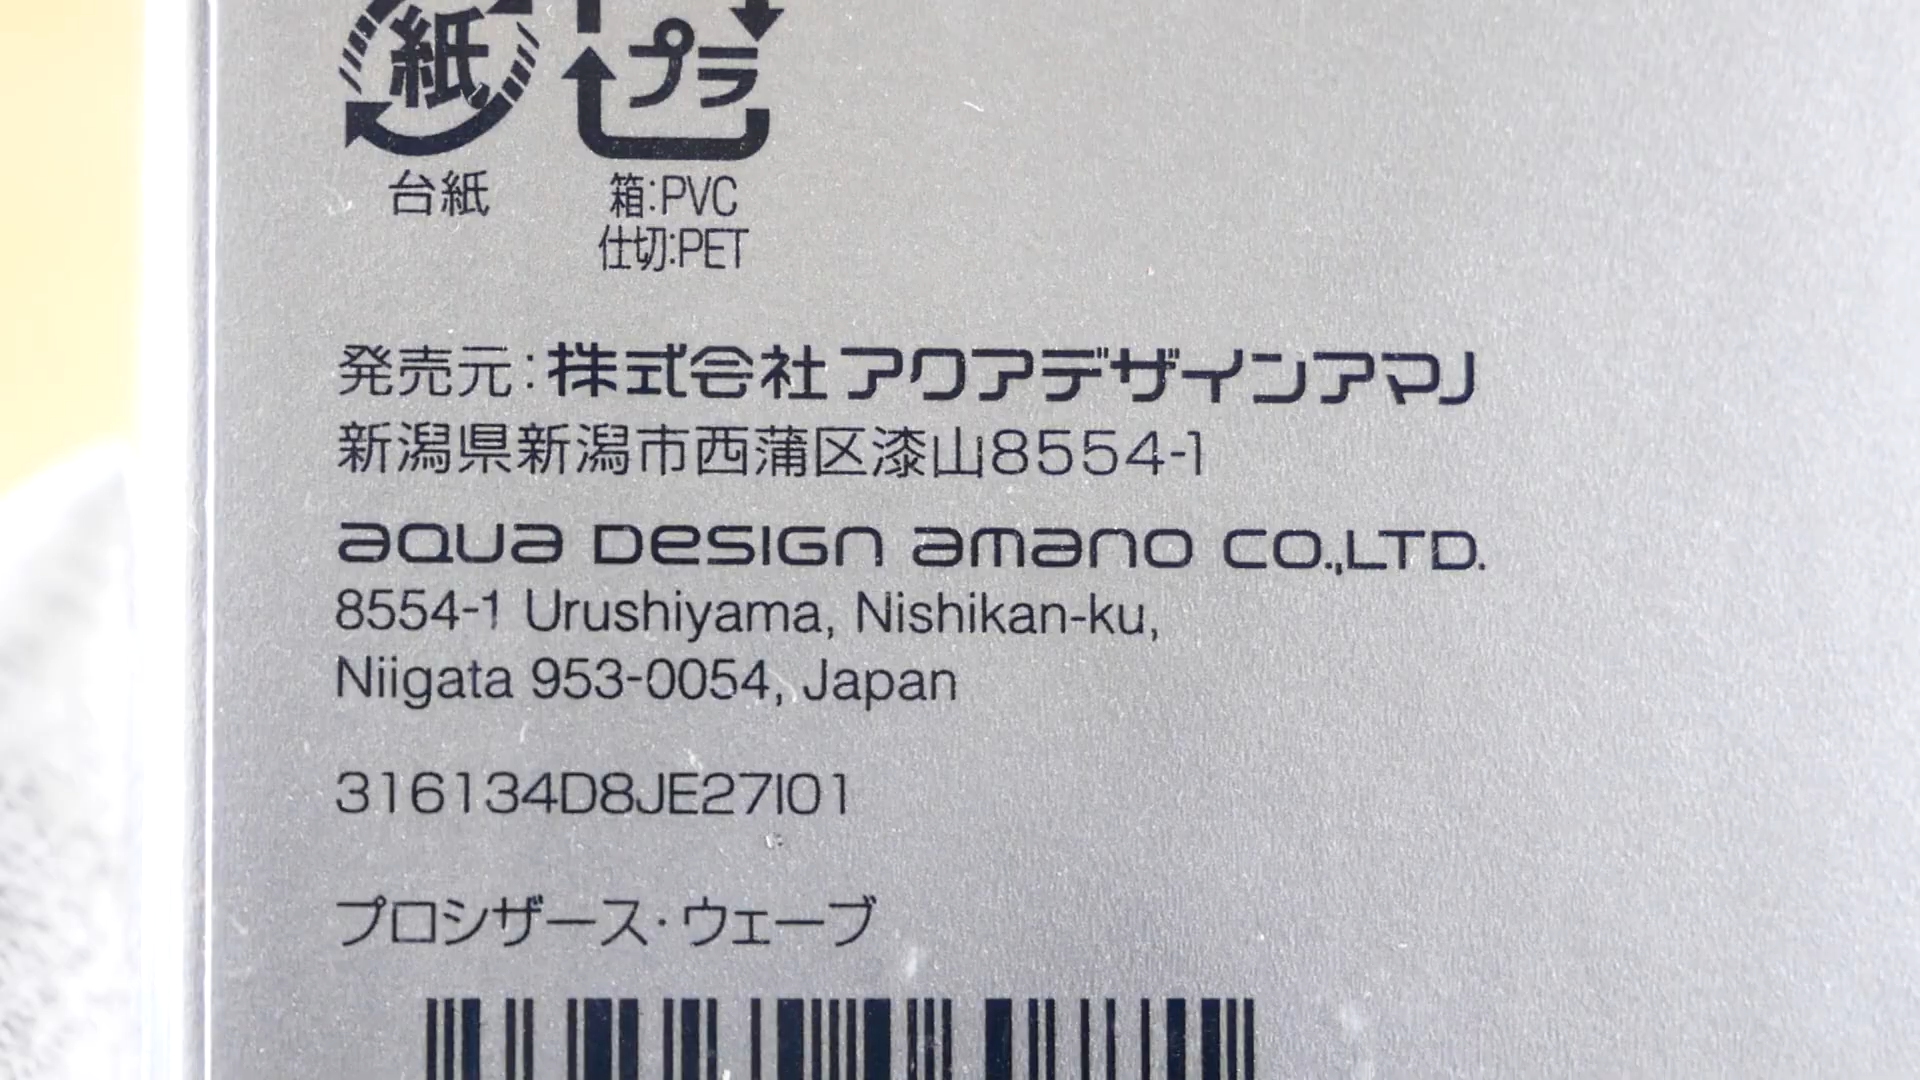 紙 プラ
台紙 箱:PVC
仕切:PET
発売元:株式会社アクアデザインアマノ
新潟県新潟市西蒲区漆山8554-1
aqua Design amano CO.,LTD.
8554-1 Urushiyama, Nishikan-ku,
Niigata 953-0054, Japan
316134D8JE27I01
プロシザース・ウェーブ